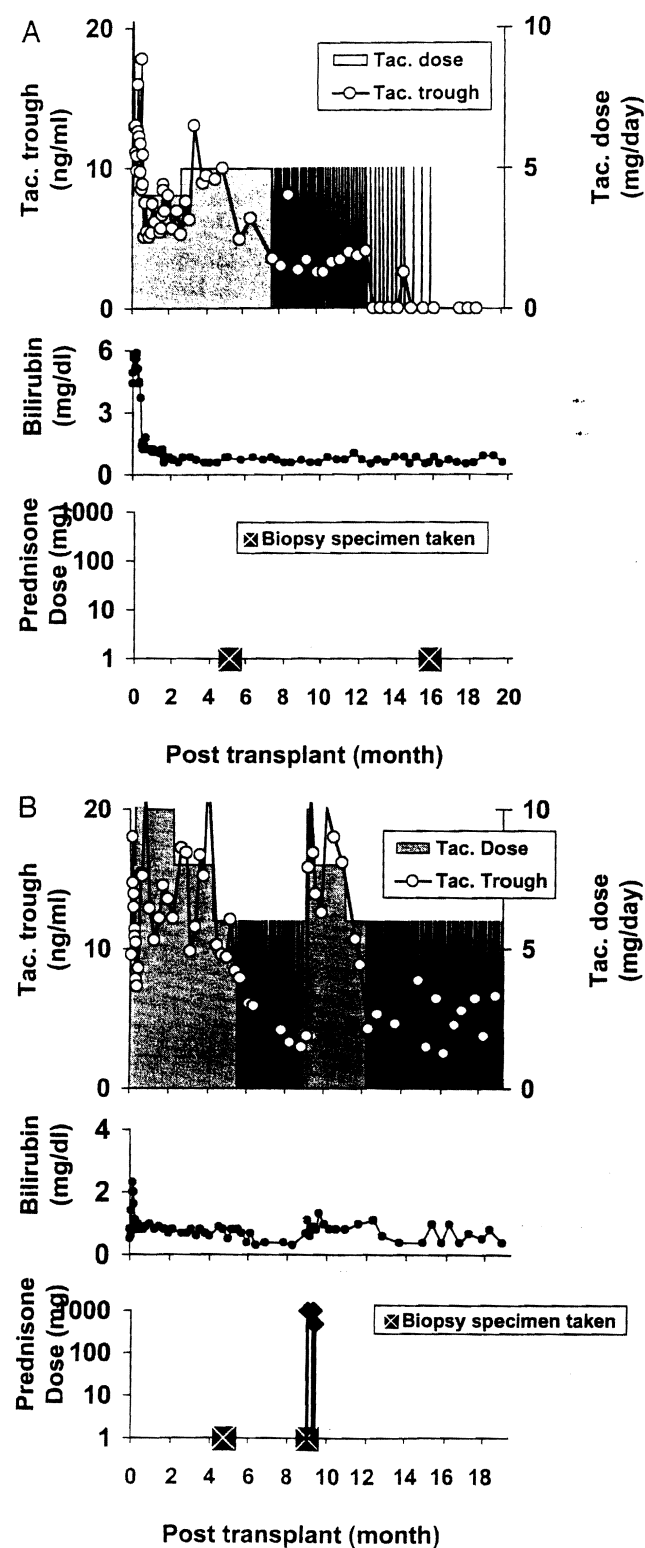 A
Tac. trough
(ng/ml)
20
10
0
Tac. dose
Tac. trough
10
5
0
Tac. dose
(mg/day)
Bilirubin
(mg/dl)
6
3
0
Prednisone
Dose (mg)
1000
100
10
1
Biopsy specimen taken
0 2 4 6 8 10 12 14 16 18 20
Post transplant (month)
B
Tac. trough
(ng/ml)
20
10
0
Tac. Dose
Tac. Trough
10
5
0
Tac. dose
(mg/day)
Bilirubin
(mg/dl)
4
2
0
Prednisone
Dose (mg)
1000
100
10
1
Biopsy specimen taken
0 2 4 6 8 10 12 14 16 18
Post transplant (month)